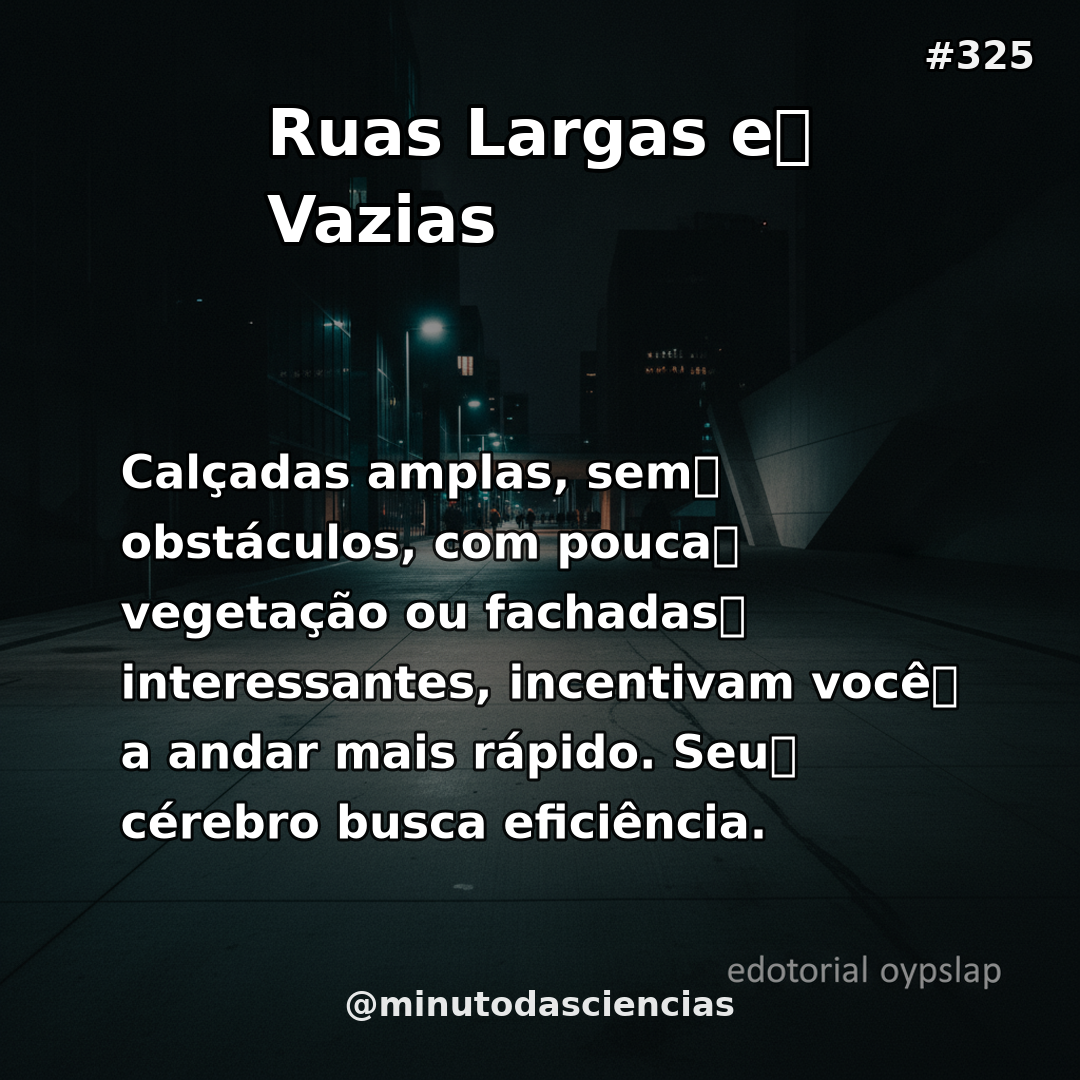 #325
Ruas Largas e
Vazias
Calçadas amplas, sem
obstáculos, com pouca
vegetação ou fachadas
interessantes, incentivam você
a andar mais rápido. Seu
cérebro busca eficiência.
edotorial oypslap
@minutodasciencias